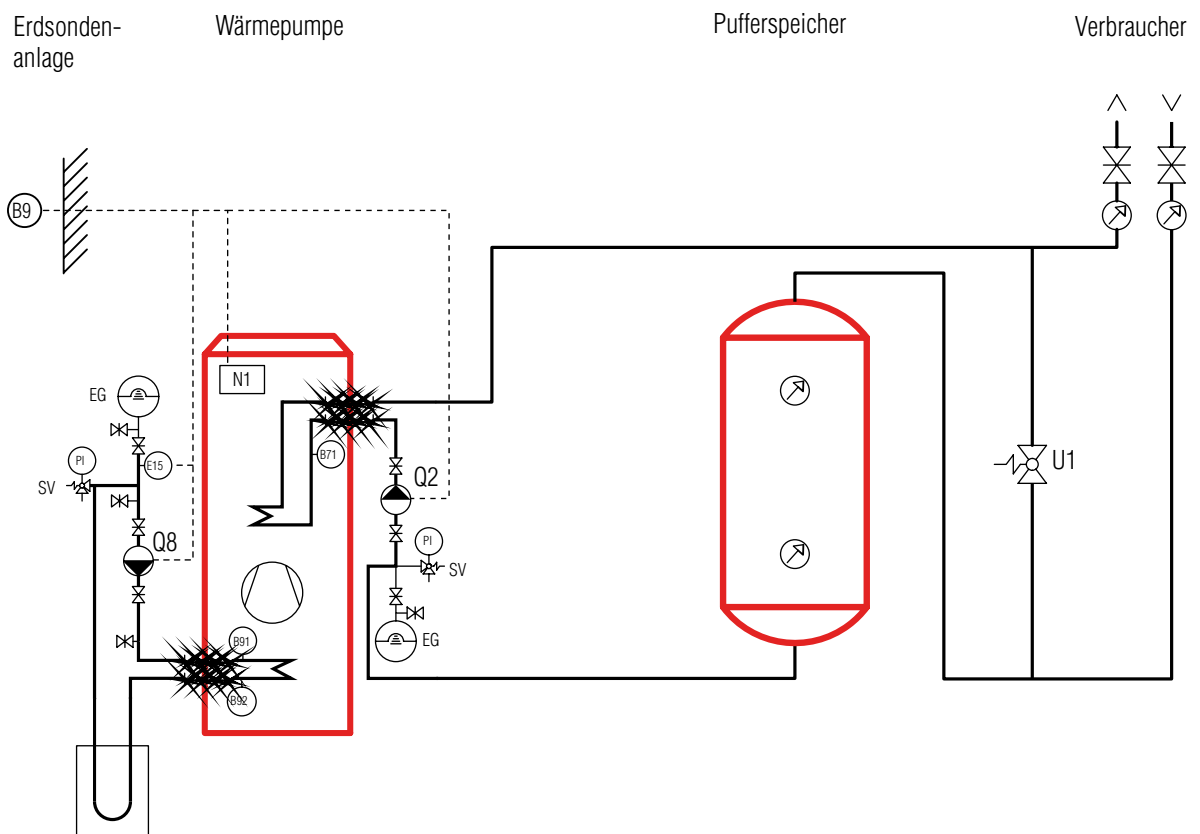 Erdsonden-
anlage
Wärmepumpe
Pufferspeicher
Verbraucher
B9
N1
EG
PI
E15
SV
B71
Q2
U1
Q8
PI
SV
B91
EG
B92